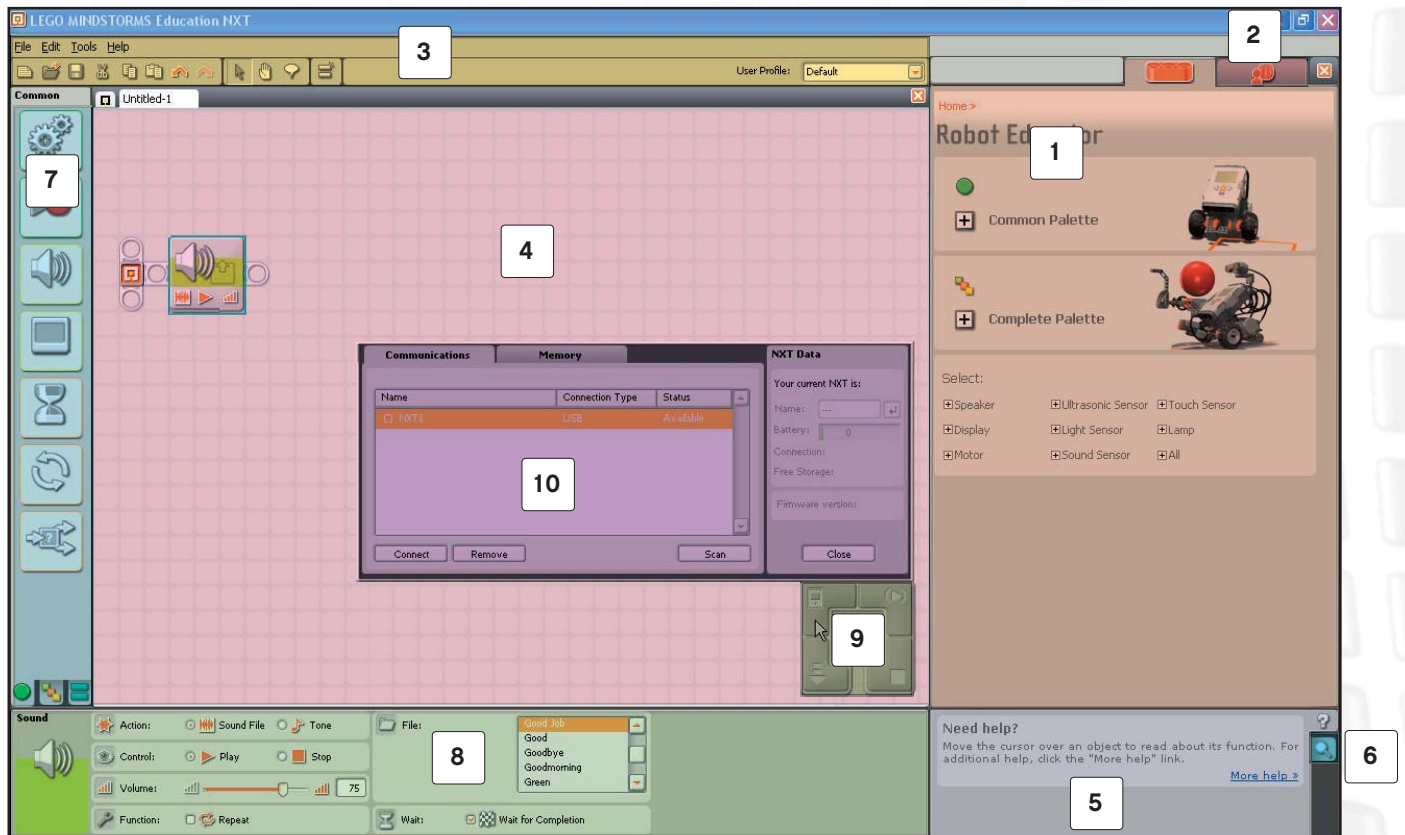 LEGO MINDSTORMS Education NXT
2
File Edit Tools Help
3
User Profile: Default
Common
Untitled-1
Home »
Robot Ed
1
7
Common Palette
4
Complete Palette
Communications Memory NXT Data
Your current NXT is:
Name Connection Type Status
NXT1 USB Available
Name: ---
Battery: 0
Connection:
Free Storage:
Firmware version:
10
Connect Remove Scan Close
Select:
Speaker Ultrasonic Sensor Touch Sensor
Display Light Sensor Lamp
Motor Sound Sensor All
9
Sound
Action: Sound File Tone
Control: Play Stop
Volume: 75
Function: Repeat
File:
8
Good Job
Good
Goodbye
Goodmorning
Green
Wait: Wait for Completion
Need help?
Move the cursor over an object to read about its function. For
additional help, click the "More help" link.
More help »
5
6